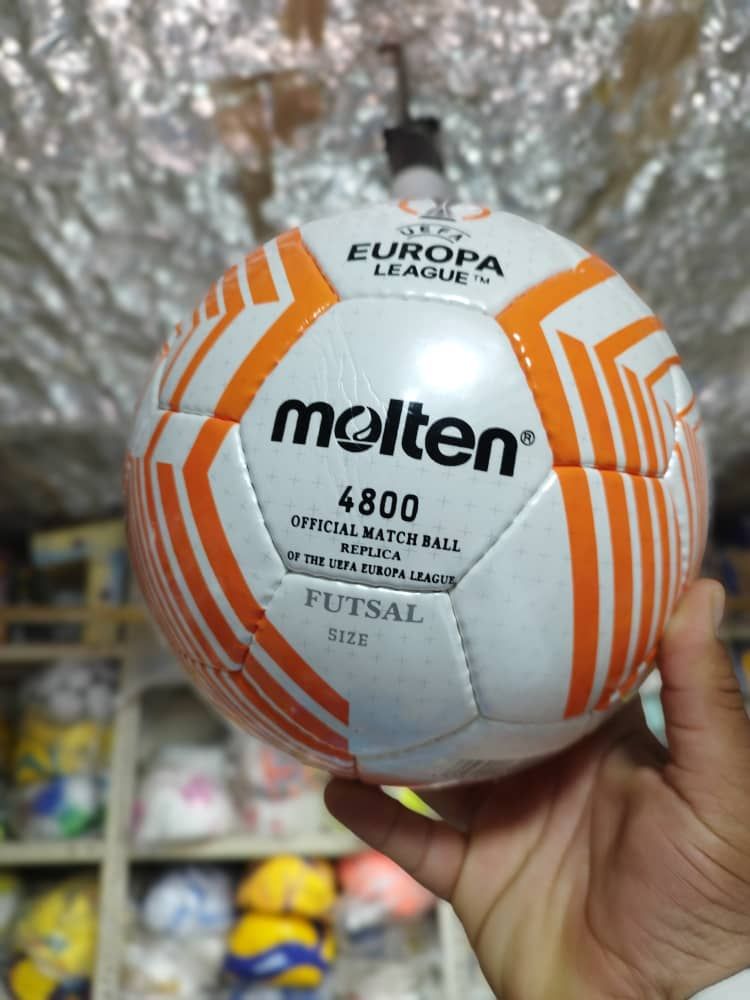 UEFA
EUROPA
LEAGUE™
molten®
4800
OFFICIAL MATCH BALL
REPLICA
OF THE UEFA EUROPA LEAGUE
FUTSAL
SIZE